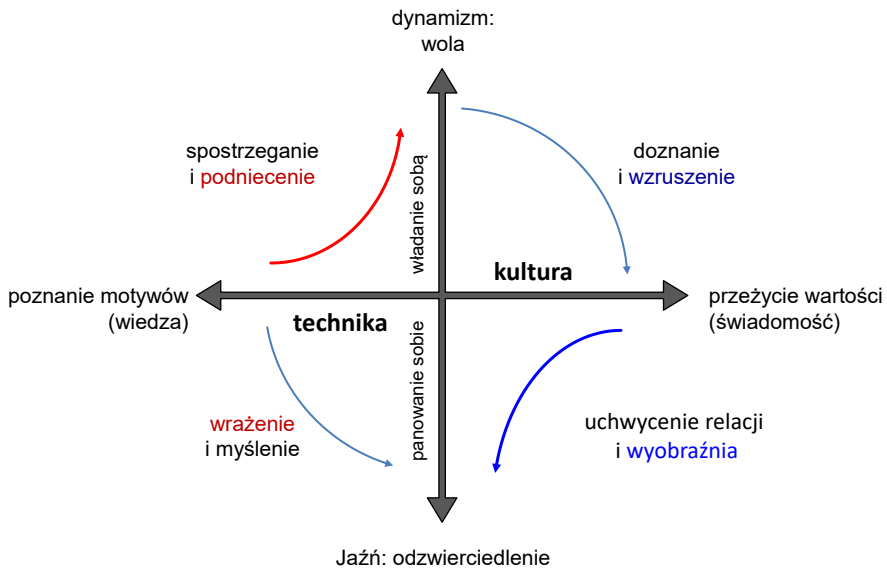 dynamizm:
wola
spostrzeganie
i podniecenie
doznanie
i wzruszenie
władanie sobą
kultura
poznanie motywów
(wiedza)
przeżycie wartości
(świadomość)
technika
panowanie sobie
wrażenie
i myślenie
uchwycenie relacji
i wyobraźnia
Jaźń: odzwierciedlenie